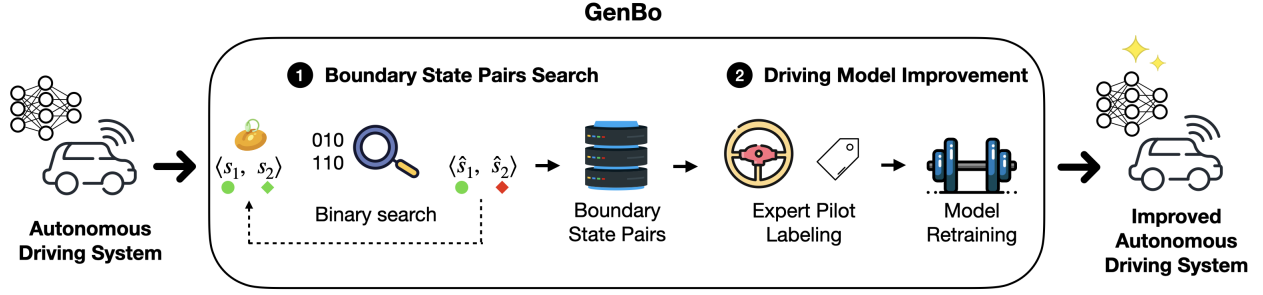 GenBo
1 Boundary State Pairs Search
2 Driving Model Improvement
010
110
⟨s₁, s₂⟩
⟨ŝ₁, ŝ₂⟩
Binary search
Boundary
State Pairs
Expert Pilot
Labeling
Model
Retraining
Autonomous
Driving System
Improved
Autonomous
Driving System